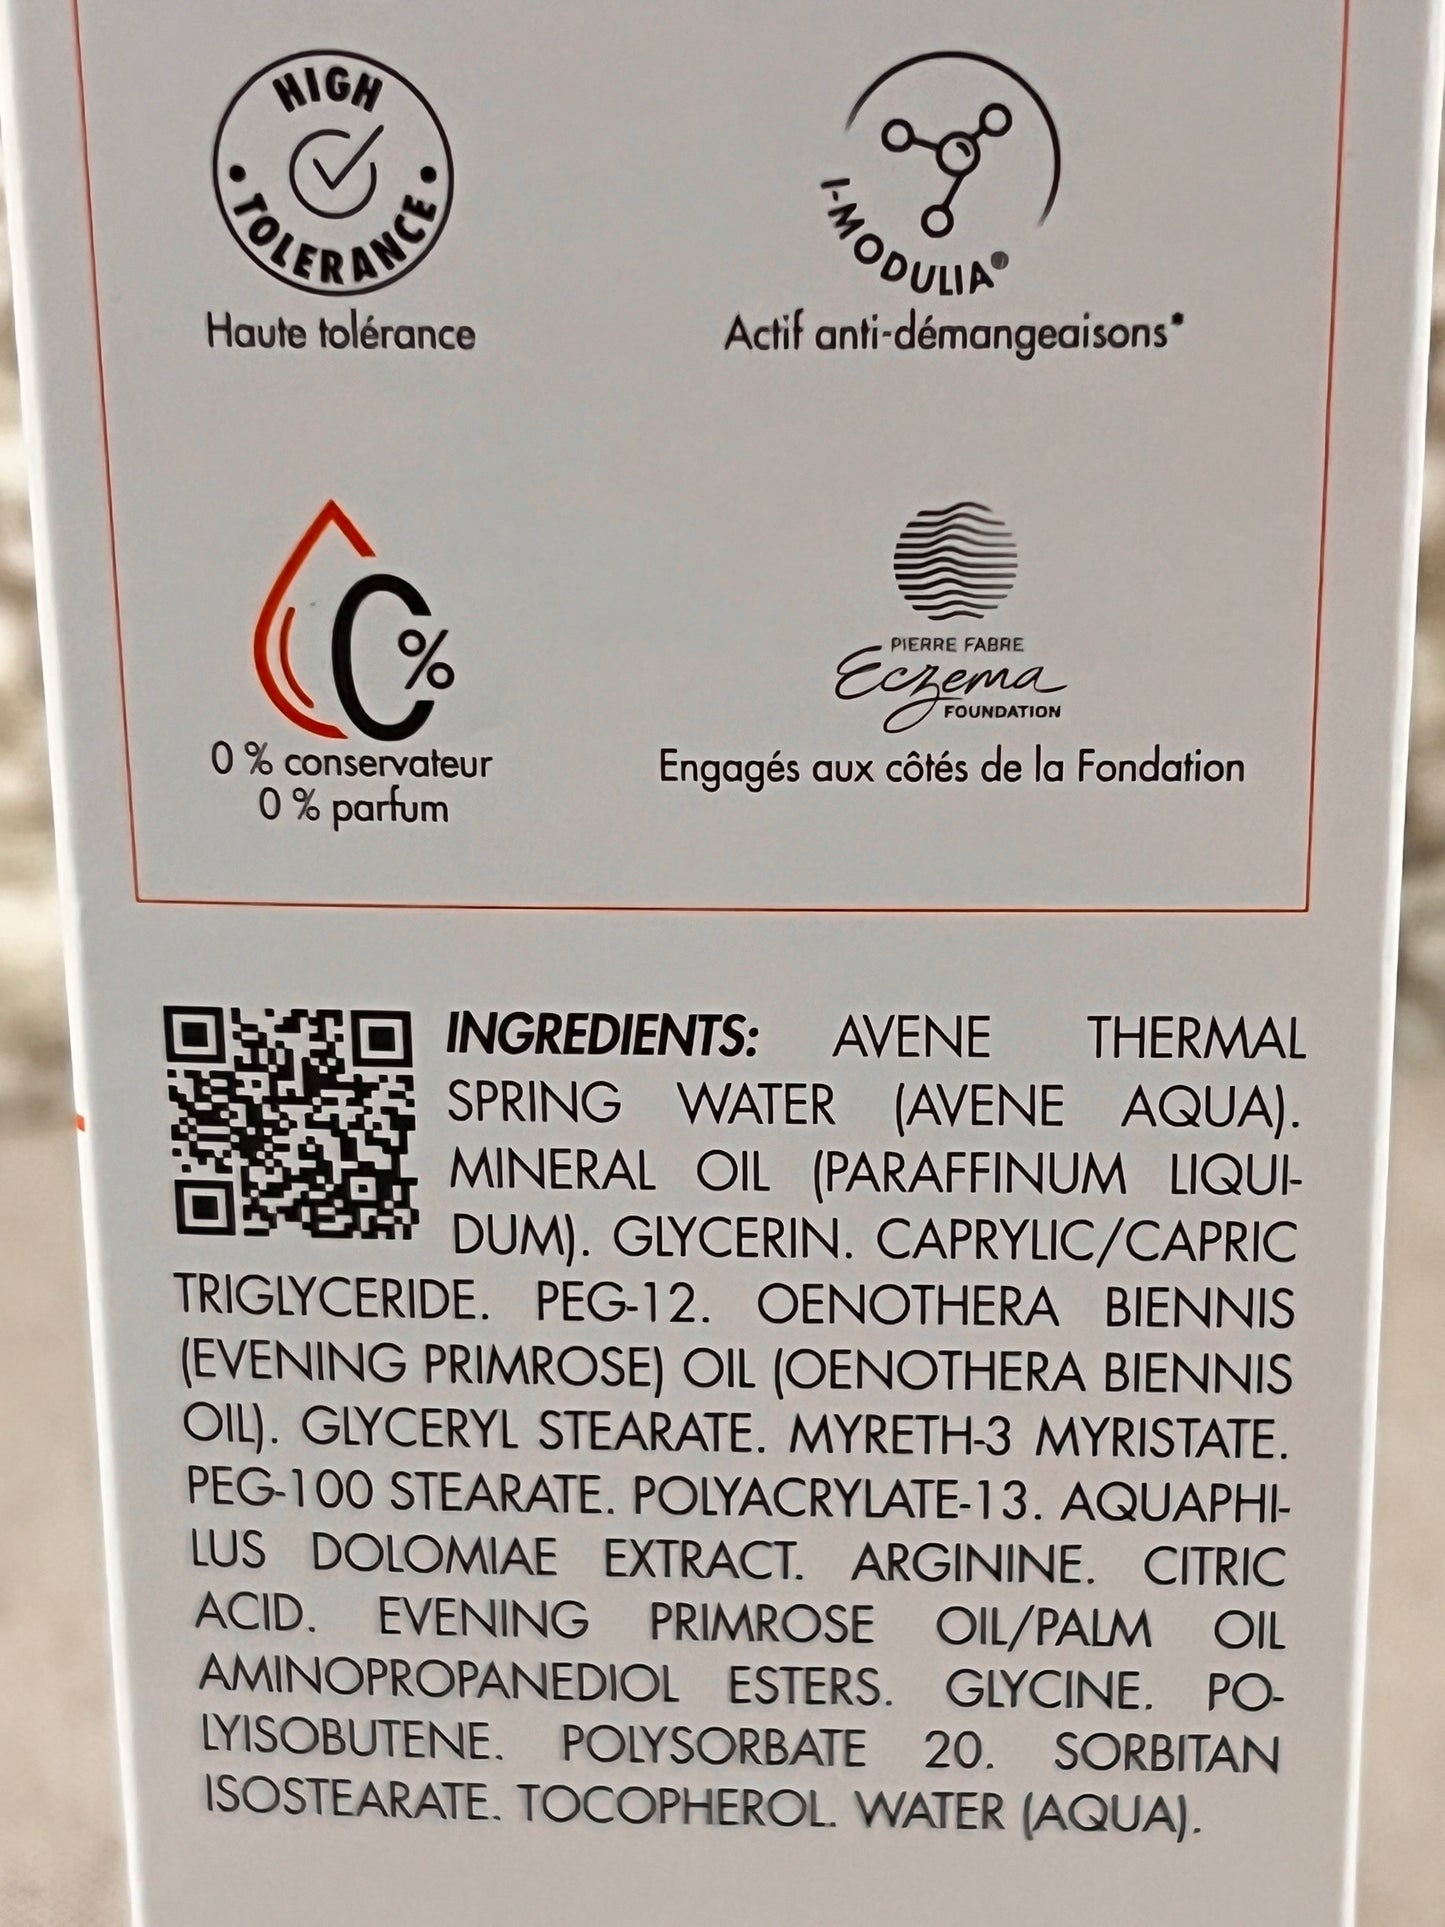 HIGH
TOLERANCE
Haute tolérance
I-MODULIA®
Actif anti-démangeaisons*
0%
0 % conservateur
0 % parfum
PIERRE FABRE
Eczema
FOUNDATION
Engagés aux côtés de la Fondation
INGREDIENTS: AVENE THERMAL
SPRING WATER (AVENE AQUA).
MINERAL OIL (PARAFFINUM LIQUI-
DUM). GLYCERIN. CAPRYLIC/CAPRIC
TRIGLYCERIDE. PEG-12. OENOTHERA BIENNIS
(EVENING PRIMROSE) OIL (OENOTHERA BIENNIS
OIL). GLYCERYL STEARATE. MYRETH-3 MYRISTATE.
PEG-100 STEARATE. POLYACRYLATE-13. AQUAPHI-
LUS DOLOMIAE EXTRACT. ARGININE. CITRIC
ACID. EVENING PRIMROSE OIL/PALM OIL
AMINOPROPANEDIOL ESTERS. GLYCINE. PO-
LYISOBUTENE. POLYSORBATE 20. SORBITAN
ISOSTEARATE. TOCOPHEROL. WATER (AQUA).